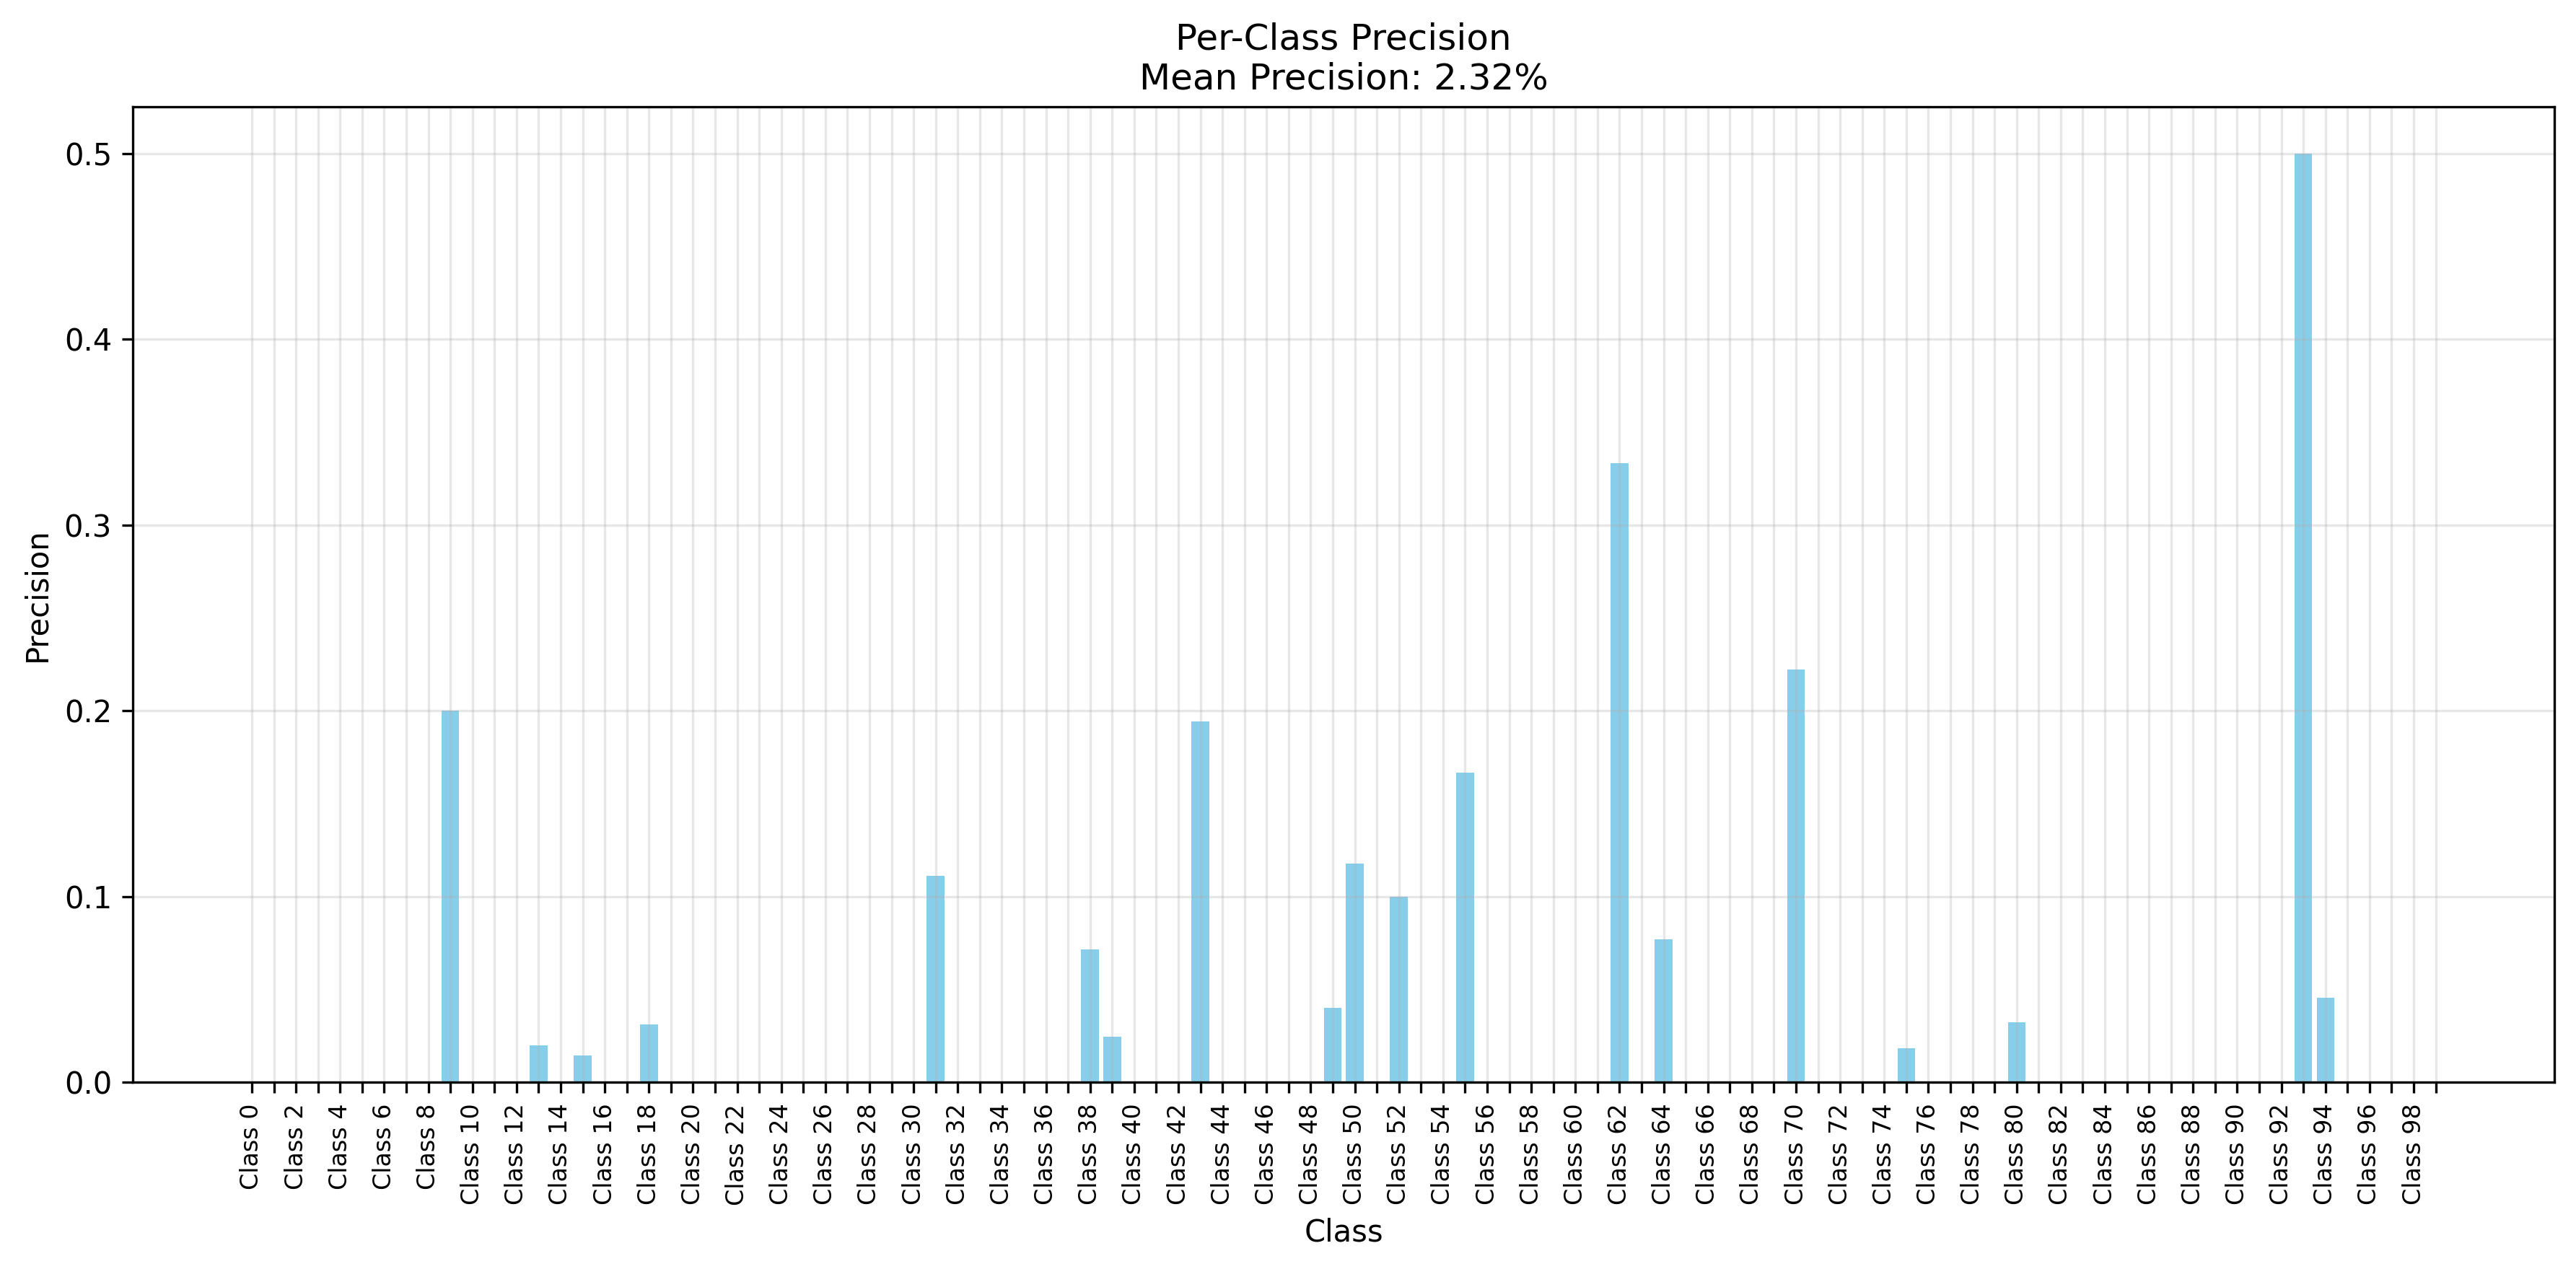 Per-Class Precision
Mean Precision: 2.32%
Precision
0.5
0.4
0.3
0.2
0.1
0.0
Class 0
Class 2
Class 4
Class 6
Class 8
Class 10
Class 12
Class 14
Class 16
Class 18
Class 20
Class 22
Class 24
Class 26
Class 28
Class 30
Class 32
Class 34
Class 36
Class 38
Class 40
Class 42
Class 44
Class 46
Class 48
Class 50
Class 52
Class 54
Class 56
Class 58
Class 60
Class 62
Class 64
Class 66
Class 68
Class 70
Class 72
Class 74
Class 76
Class 78
Class 80
Class 82
Class 84
Class 86
Class 88
Class 90
Class 92
Class 94
Class 96
Class 98
Class